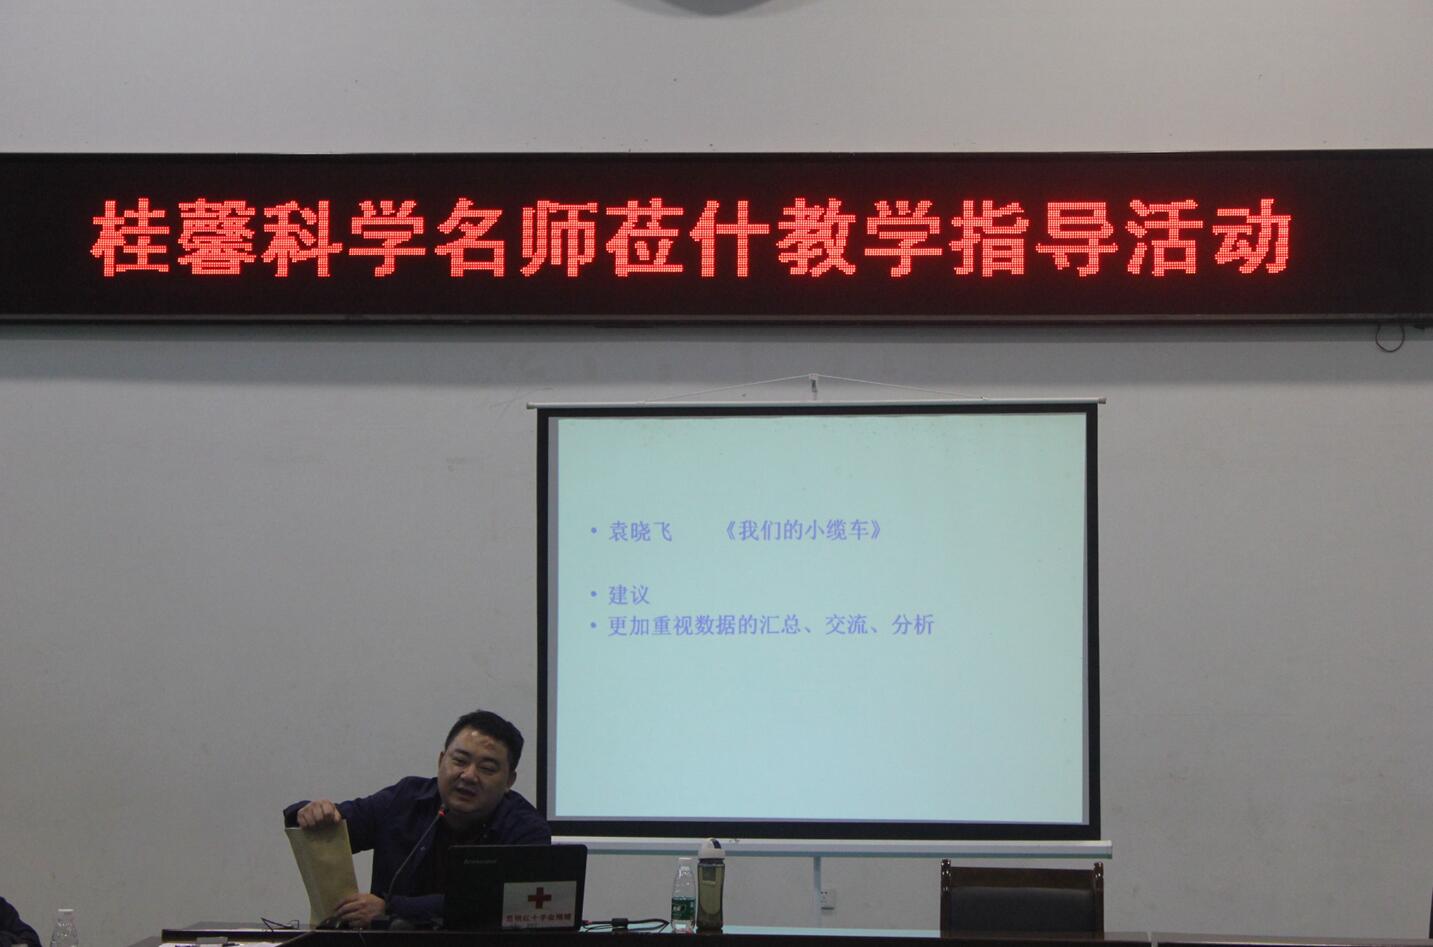 桂馨科学名师莅什教学指导活动
• 袁晓飞 《我们的小缆车》
• 建议
• 更加重视数据的汇总、交流、分析